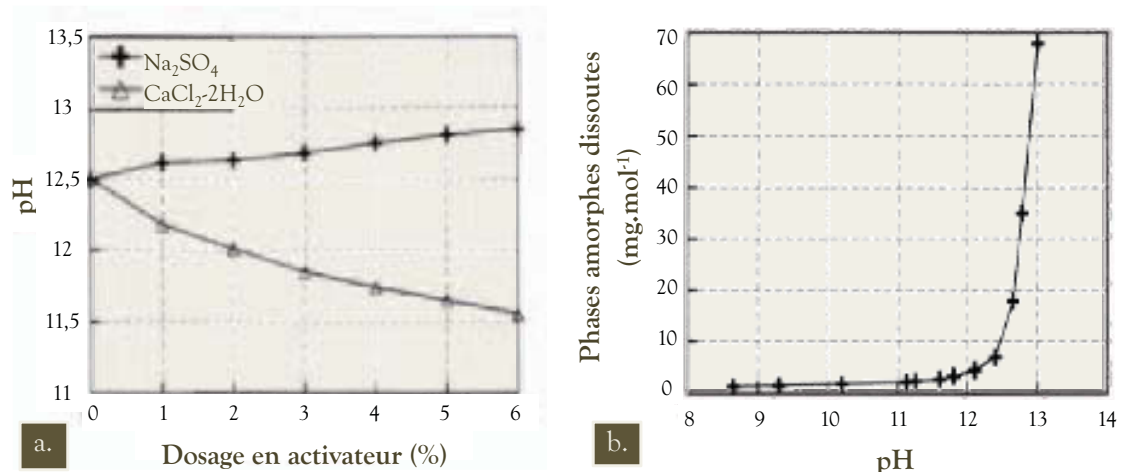 13,5
13
12,5
12
11,5
11
Na₂SO₄
CaCl₂-2H₂O
pH
0 1 2 3 4 5 6
Dosage en activateur (%)
a.
Phases amorphes dissoutes
(mg.mol⁻¹)
70
60
50
40
30
20
10
0
8 9 10 11 12 13 14
pH
b.